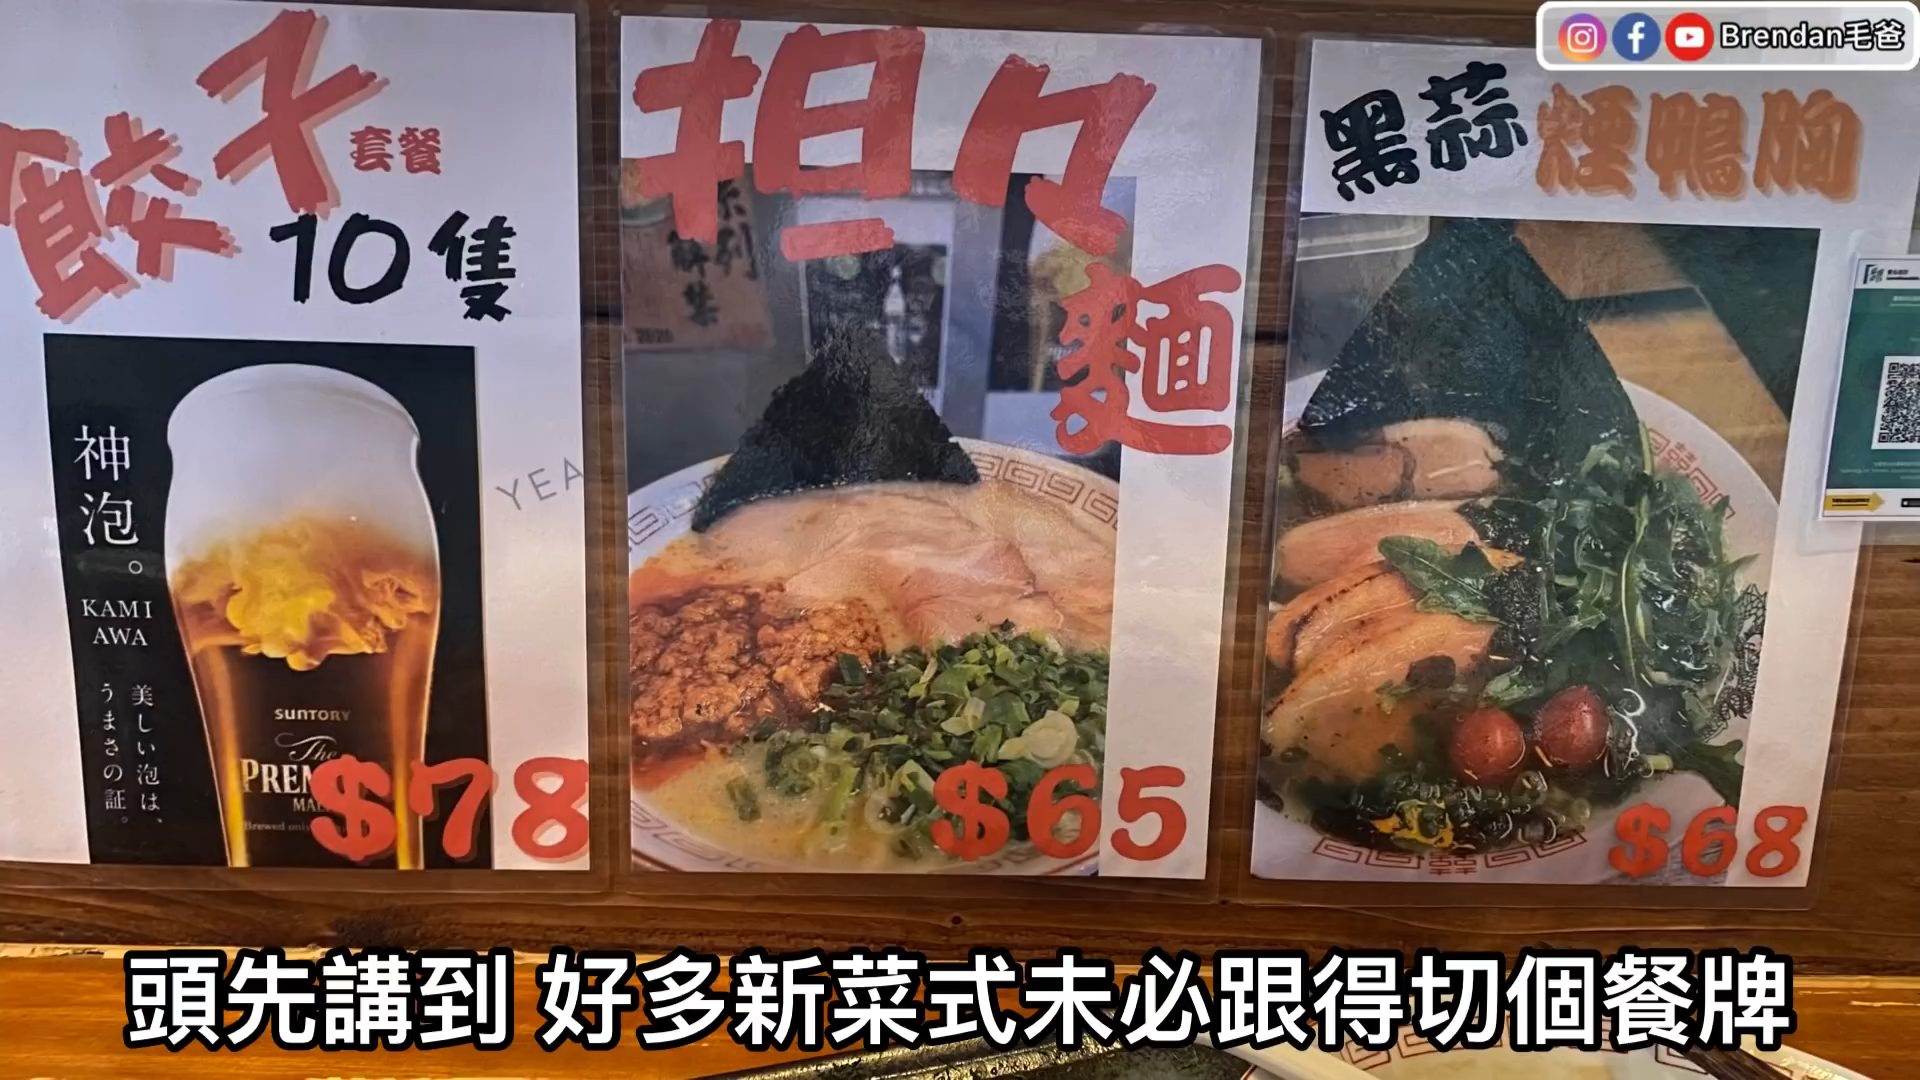 Brendan毛爸
餃子套餐
10隻
神泡。
KAMI
AWA
美しい泡は、
うまさの証。
SUNTORY
The
PREM
YEA
$78
担々麵
$65
黑蒜煙鴨胸
$68
頭先講到 好多新菜式未必跟得切個餐牌